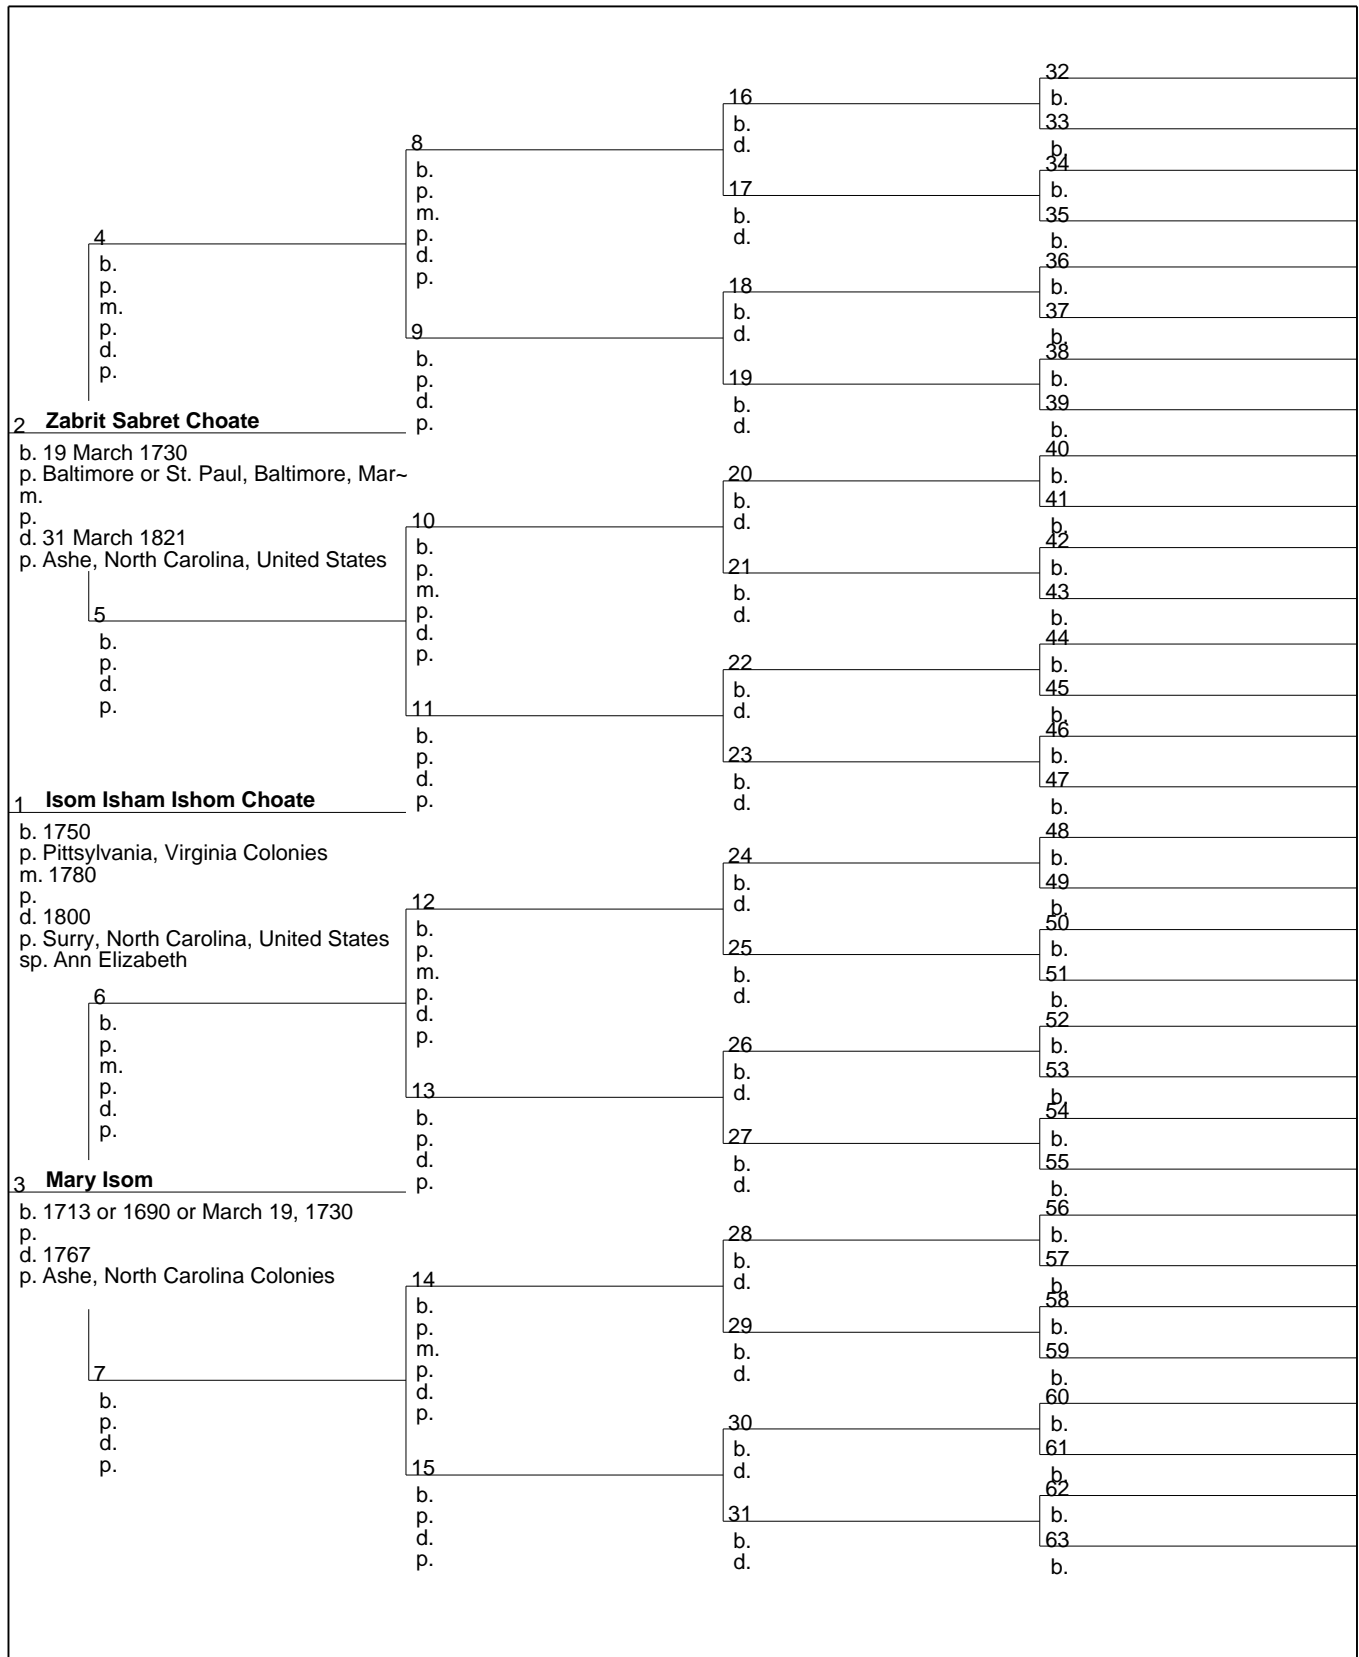 4
b.
p.
m.
p.
d.
p.
2 Zabrit Sabret Choate
b. 19 March 1730
p. Baltimore or St. Paul, Baltimore, Mar~
m.
p.
d. 31 March 1821
p. Ashe, North Carolina, United States
5
b.
p.
d.
p.
1 Isom Isham Ishom Choate
b. 1750
p. Pittsylvania, Virginia Colonies
m. 1780
p.
d. 1800
p. Surry, North Carolina, United States
sp. Ann Elizabeth
6
b.
p.
m.
p.
d.
p.
3 Mary Isom
b. 1713 or 1690 or March 19, 1730
p.
d. 1767
p. Ashe, North Carolina Colonies
7
b.
p.
d.
p.
8
b.
p.
m.
p.
d.
p.
9
b.
p.
d.
p.
10
b.
p.
m.
p.
d.
p.
11
b.
p.
d.
p.
12
b.
p.
m.
p.
d.
p.
13
b.
p.
d.
p.
14
b.
p.
m.
p.
d.
p.
15
b.
p.
d.
p.
16
b.
d.
17
b.
d.
18
b.
d.
19
b.
d.
20
b.
d.
21
b.
d.
22
b.
d.
23
b.
d.
24
b.
d.
25
b.
d.
26
b.
d.
27
b.
d.
28
b.
d.
29
b.
d.
30
b.
d.
31
b.
d.
32
b.
33
b.
34
b.
35
b.
36
b.
37
b.
38
b.
39
b.
40
b.
41
b.
42
b.
43
b.
44
b.
45
b.
46
b.
47
b.
48
b.
49
b.
50
b.
51
b.
52
b.
53
b.
54
b.
55
b.
56
b.
57
b.
58
b.
59
b.
60
b.
61
b.
62
b.
63
b.